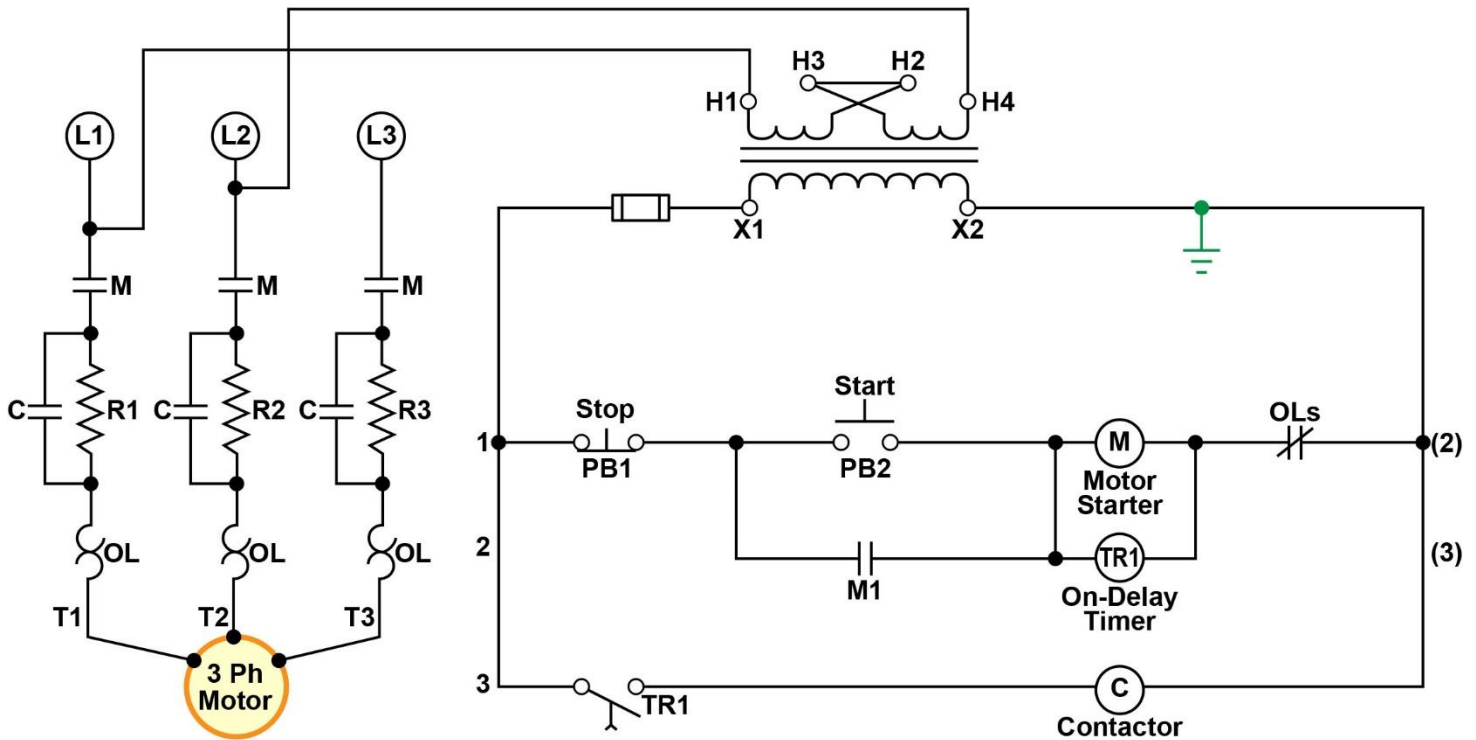 H3 H2
H1 H4
L1 L2 L3
X1 X2
M M M
C R1 C R2 C R3
Start
Stop OLs
1 M (2)
PB1 PB2 Motor
Starter
OL OL OL
2 TR1 (3)
M1
On-Delay
Timer
T1 T2 T3
3 Ph
Motor
3 TR1 C
Contactor